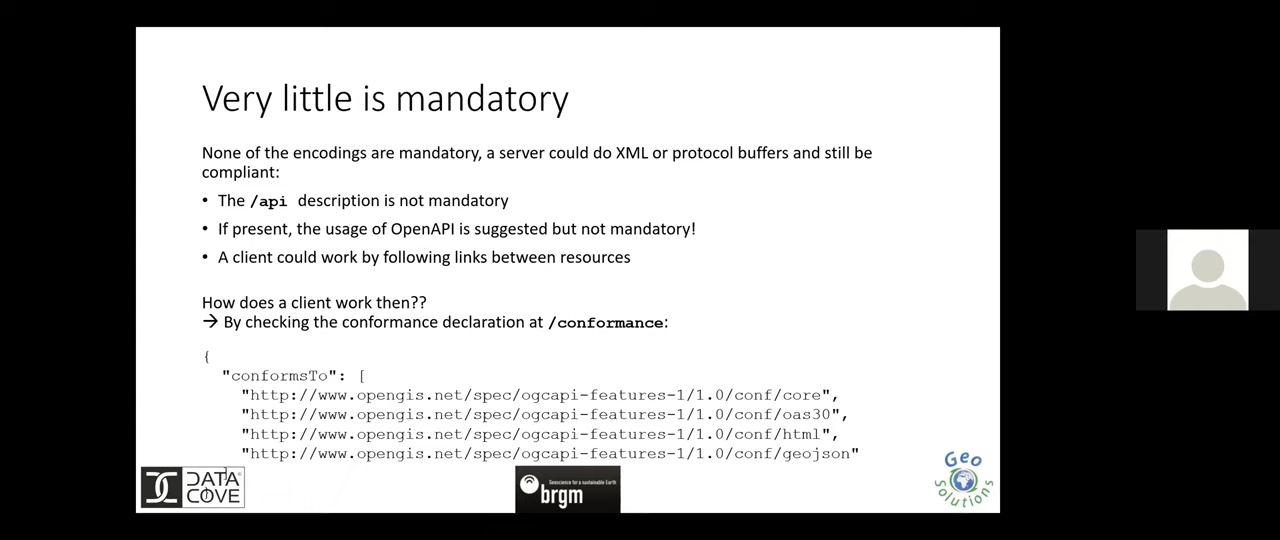 Very little is mandatory
None of the encodings are mandatory, a server could do XML or protocol buffers and still be
compliant:
• The /api description is not mandatory
• If present, the usage of OpenAPI is suggested but not mandatory!
• A client could work by following links between resources
How does a client work then??
→ By checking the conformance declaration at /conformance:
{
"conformsTo": [
"http://www.opengis.net/spec/ogcapi-features-1/1.0/conf/core",
"http://www.opengis.net/spec/ogcapi-features-1/1.0/conf/oas30",
"http://www.opengis.net/spec/ogcapi-features-1/1.0/conf/html",
"http://www.opengis.net/spec/ogcapi-features-1/1.0/conf/geojson"
DATA
COVE
Geoscience for a sustainable Earth
brgm
Geo
Solutions